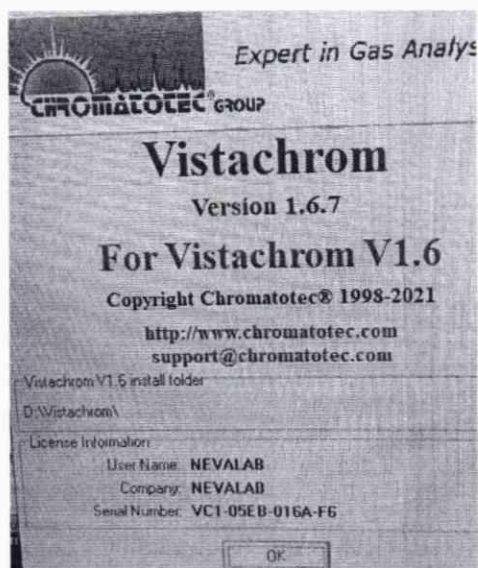 Expert in Gas Analys
CHROMATOTEC® GROUP
Vistachrom
Version 1.6.7
For Vistachrom V1.6
Copyright Chromatotec® 1998-2021
http://www.chromatotec.com
support@chromatotec.com
Vistachrom V1.6 install folder
D:\Vistachrom\
License Information
User Name: NEVALAB
Company: NEVALAB
Serial Number: VC1-05EB-016A-F6
OK